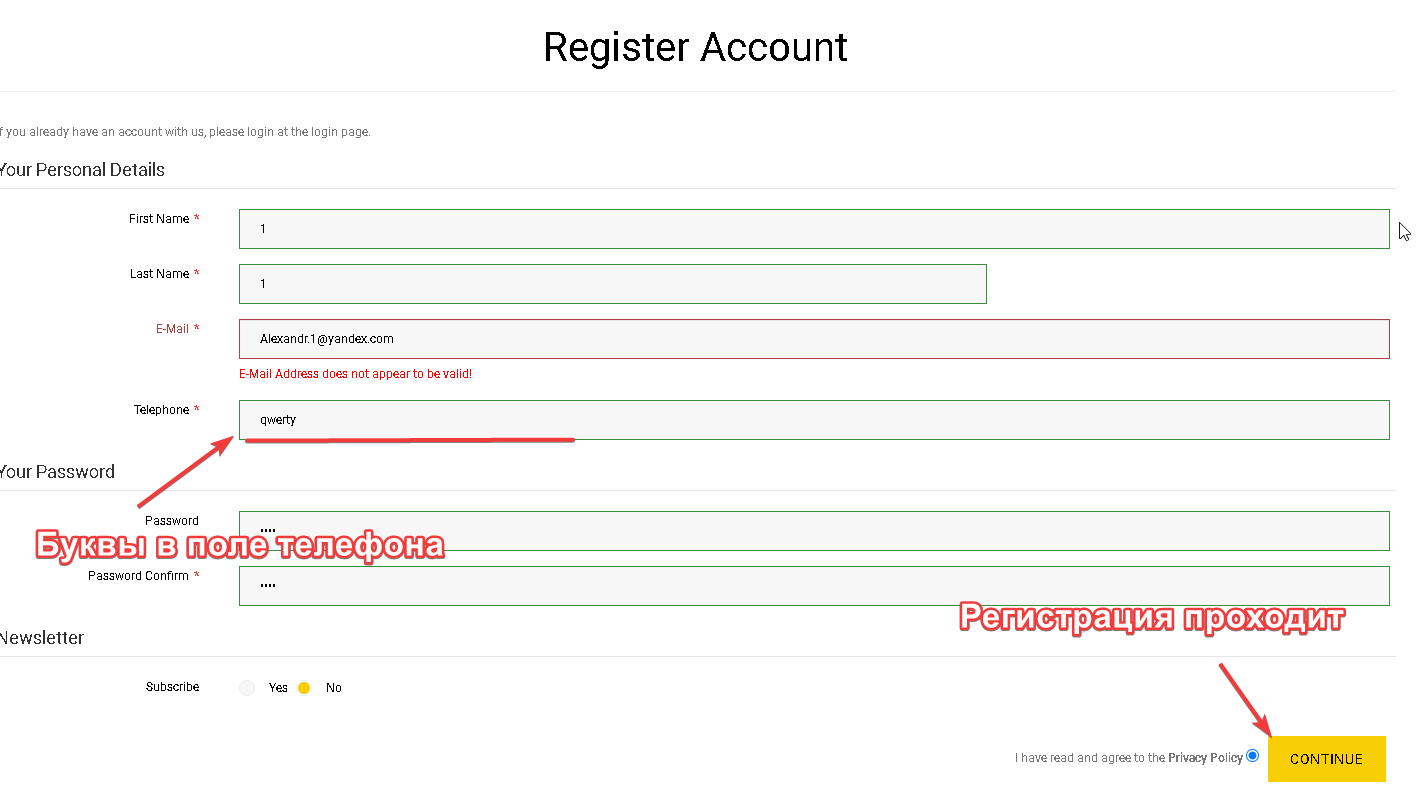 Register Account
f you already have an account with us, please login at the login page.
Your Personal Details
First Name *
1
Last Name *
1
E-Mail *
Alexandr.1@yandex.com
E-Mail Address does not appear to be valid!
Telephone *
qwerty
Your Password
Password
••••
Буквы в поле телефона
Password Confirm *
••••
Регистрация проходит
Newsletter
Subscribe Yes No
I have read and agree to the Privacy Policy CONTINUE